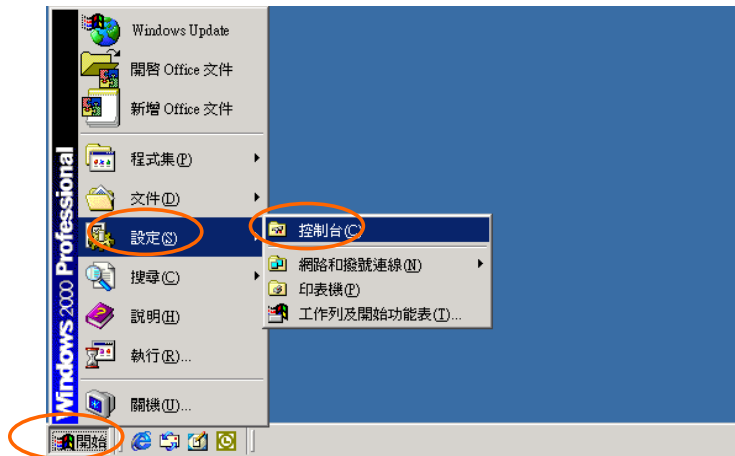 Windows Update
開啓 Office 文件
新增 Office 文件
程式集(P)
文件(D)
設定(S)
搜尋(C)
說明(H)
執行(R)...
關機(U)...
Windows 2000 Professional
控制台(C)
網路和撥號連線(N)
印表機(P)
工作列及開始功能表(T)...
開始